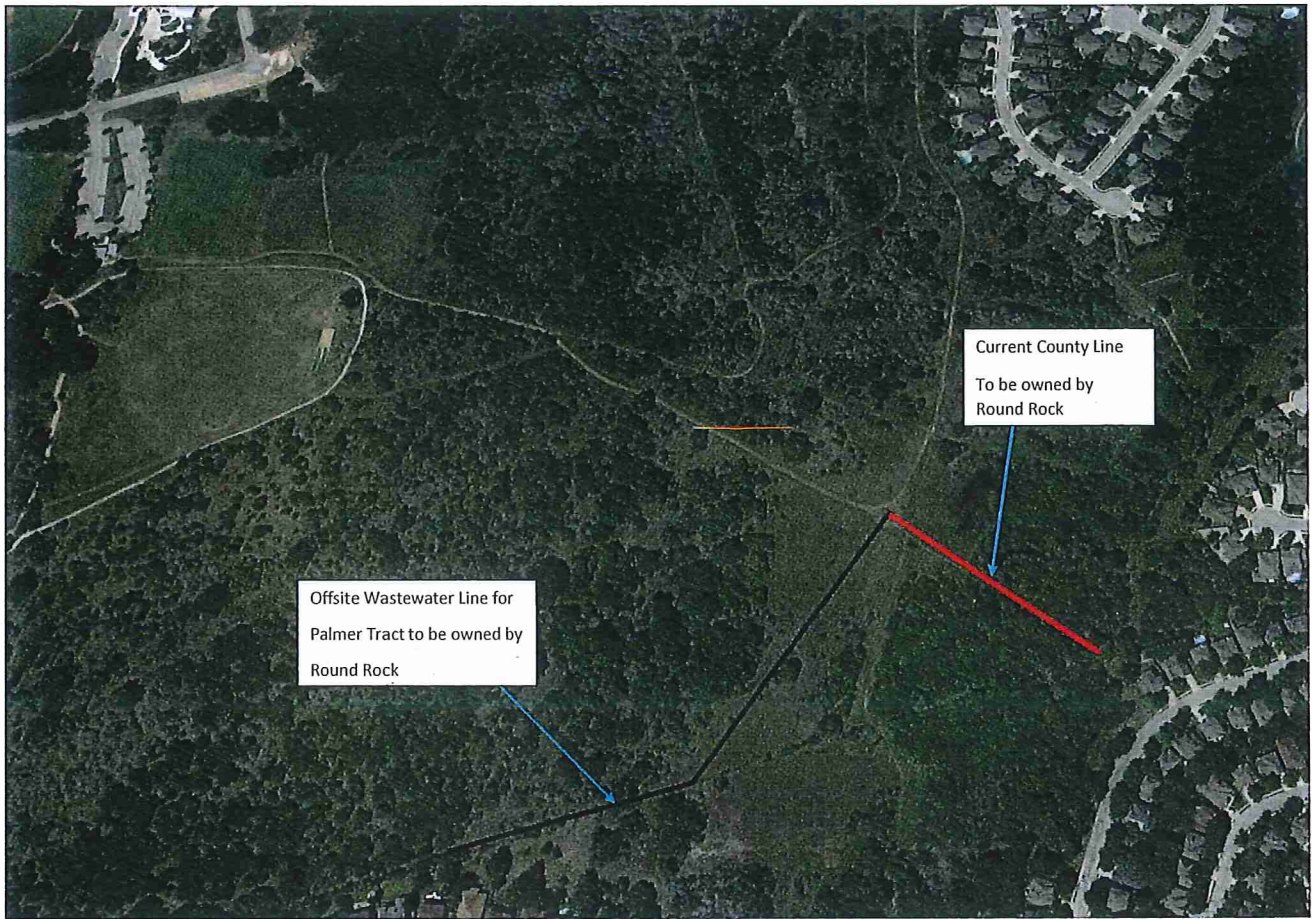 Current County Line
To be owned by
Round Rock
Offsite Wastewater Line for
Palmer Tract to be owned by
Round Rock